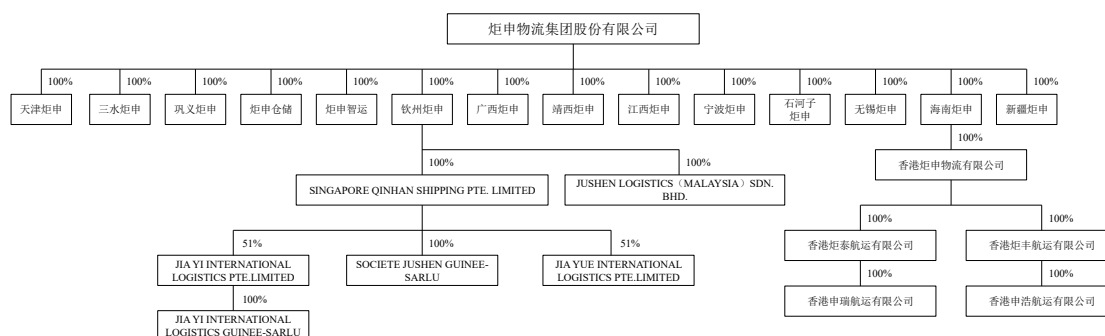 炬申物流集团股份有限公司
100% 100% 100% 100% 100% 100% 100% 100% 100% 100% 100% 100% 100% 100%
天津炬申 三水炬申 巩义炬申 炬申仓储 炬申智运 钦州炬申 广西炬申 靖西炬申 江西炬申 宁波炬申 石河子炬申 无锡炬申 海南炬申 新疆炬申
100% 100% 100%
SINGAPORE QINHAN SHIPPING PTE. LIMITED
JUSHEN LOGISTICS（MALAYSIA）SDN.
BHD.
香港炬申物流有限公司
51% 100% 51% 100% 100%
JIA YI INTERNATIONAL
LOGISTICS PTE.LIMITED
SOCIETE JUSHEN GUINEE-
SARLU
JIA YUE INTERNATIONAL
LOGISTICS PTE.LIMITED
香港炬泰航运有限公司
香港炬丰航运有限公司
100% 100% 100%
JIA YI INTERNATIONAL
LOGISTICS GUINEE-SARLU
香港申瑞航运有限公司
香港申浩航运有限公司